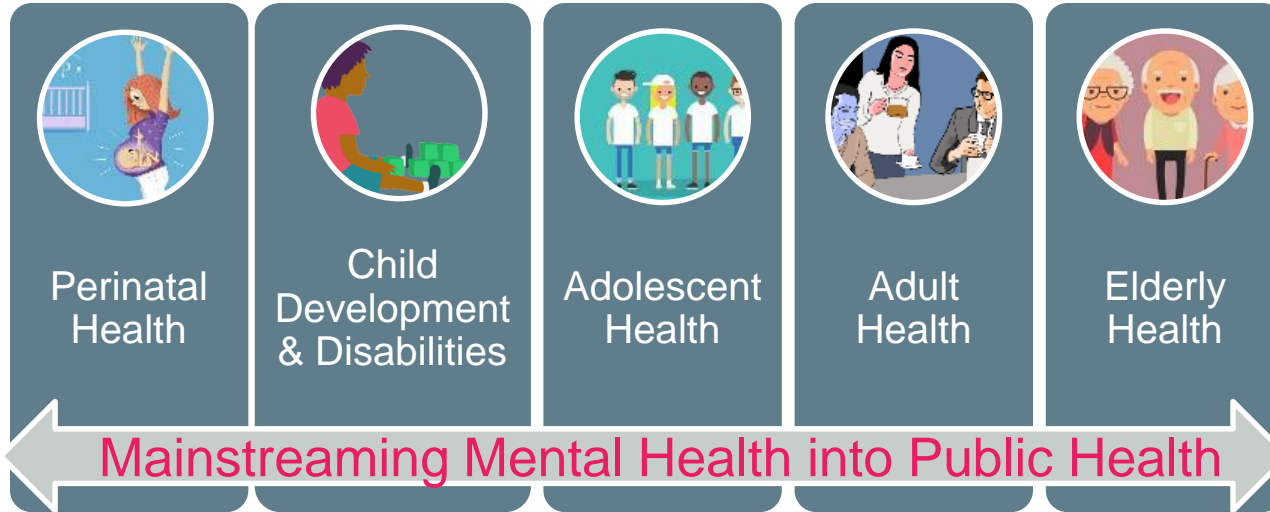 Perinatal
Health
Child
Development
& Disabilities
Adolescent
Health
Adult
Health
Elderly
Health
Mainstreaming Mental Health into Public Health